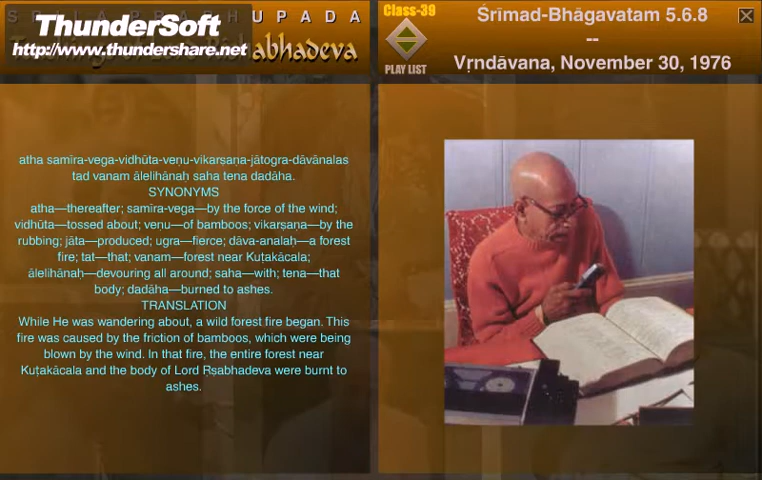 SRILA PRABHUPADA
ThunderSoft
http://www.thundershare.net
abhadeva
Class-39
PLAY LIST
Śrīmad-Bhāgavatam 5.6.8
--
Vṛndāvana, November 30, 1976
atha samīra-vega-vidhūta-veṇu-vikarṣaṇa-jātogra-dāvānalas
tad vanam ālelihānaḥ saha tena dadāha.
SYNONYMS
atha—thereafter; samīra-vega—by the force of the wind;
vidhūta—tossed about; veṇu—of bamboos; vikarṣaṇa—by the
rubbing; jāta—produced; ugra—fierce; dāva-analaḥ—a forest
fire; tat—that; vanam—forest near Kuṭakācala;
ālelihānaḥ—devouring all around; saha—with; tena—that
body; dadāha—burned to ashes.
TRANSLATION
While He was wandering about, a wild forest fire began. This
fire was caused by the friction of bamboos, which were being
blown by the wind. In that fire, the entire forest near
Kuṭakācala and the body of Lord Ṛṣabhadeva were burnt to
ashes.